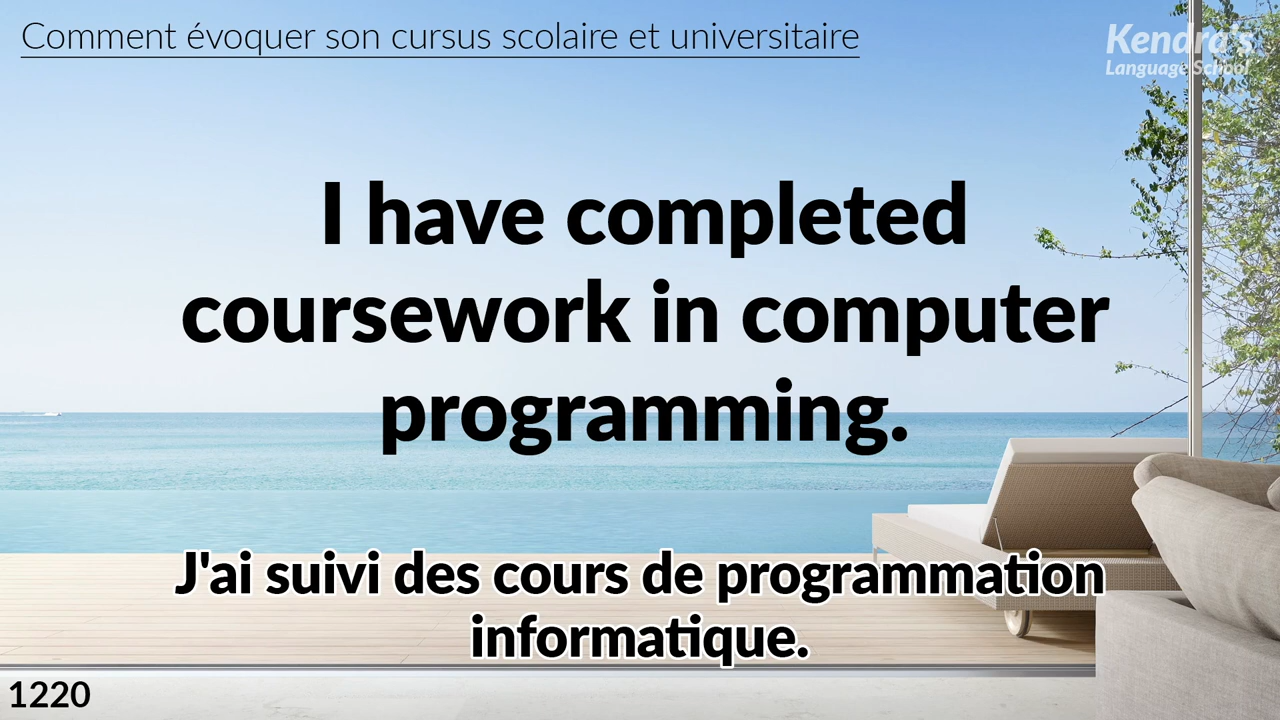 Comment évoquer son cursus scolaire et universitaire
Kendra's
Language School
I have completed
coursework in computer
programming.
J'ai suivi des cours de programmation
informatique.
1220